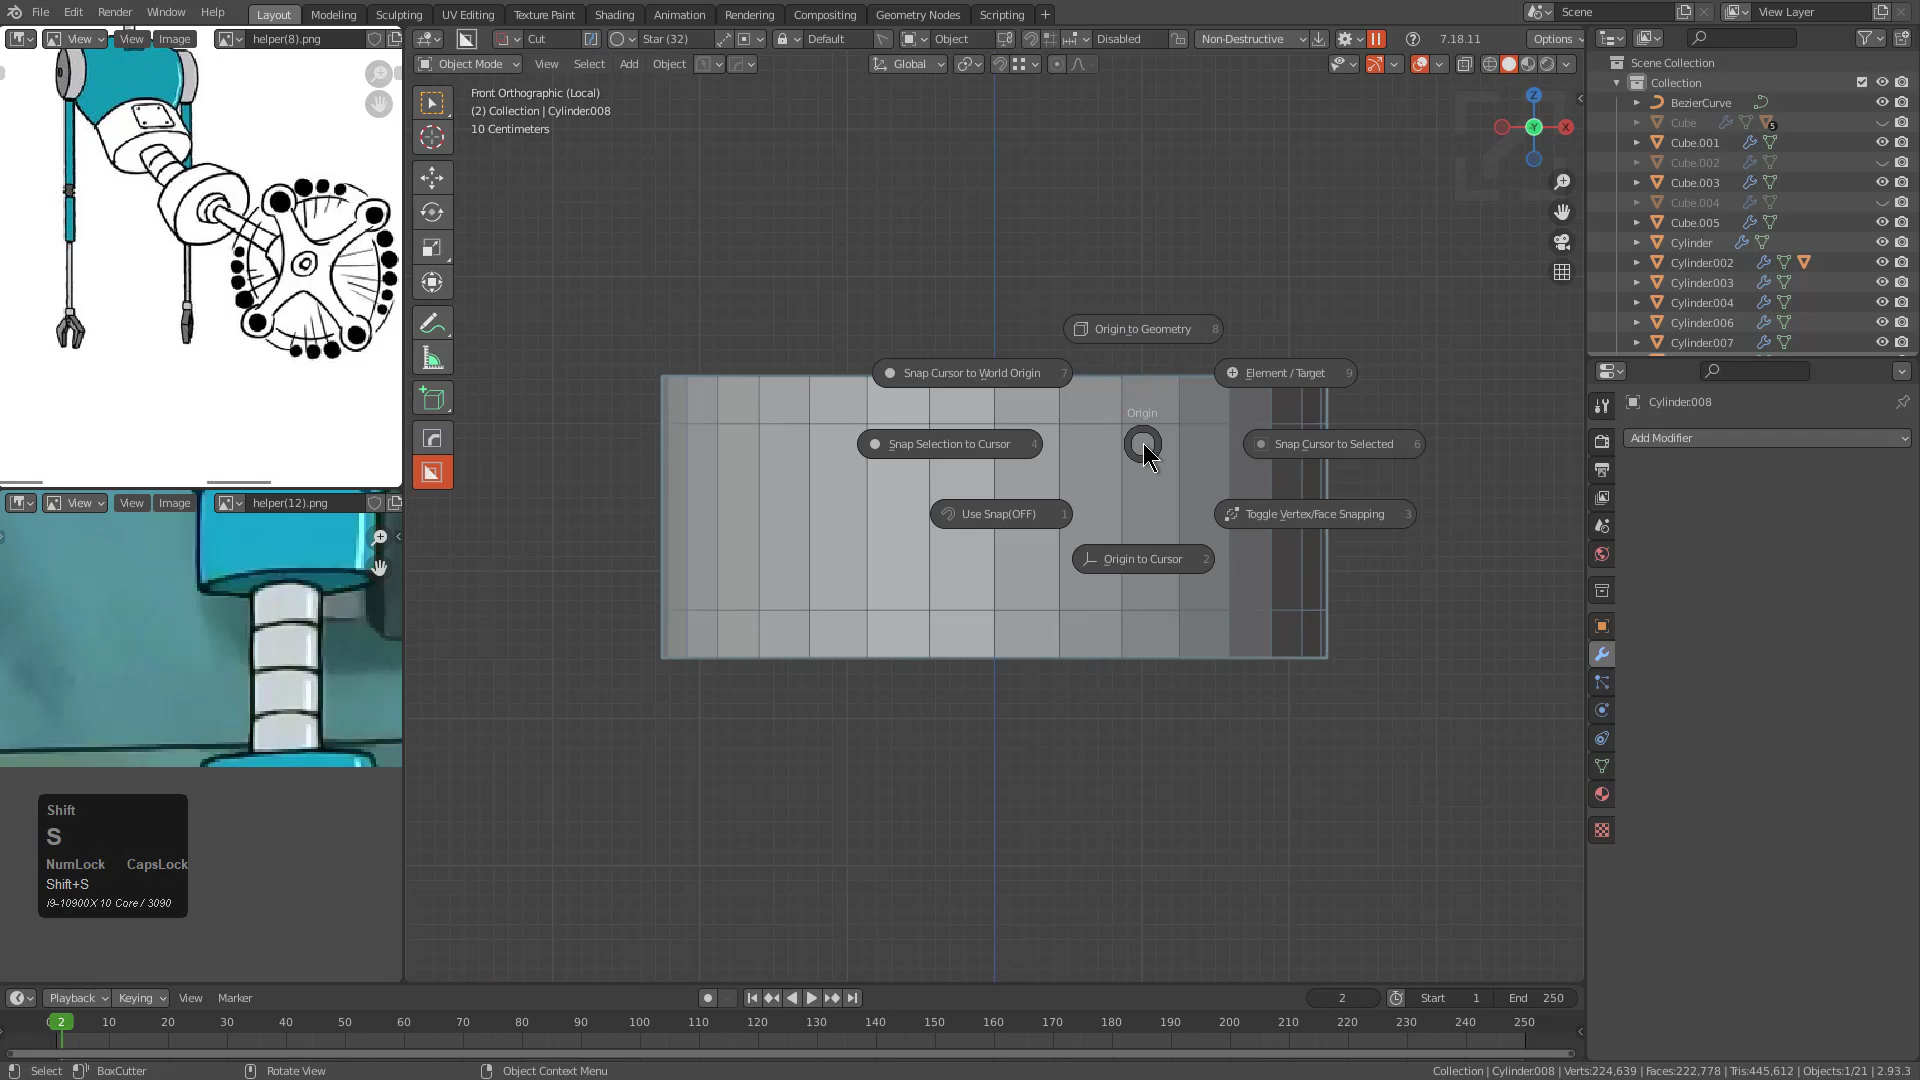 File Edit Render Window Help Layout Modeling Sculpting UV Editing Texture Paint Shading Animation Rendering Compositing Geometry Nodes Scripting + Scene View Layer
View View Image helper(8).png Cut Star (32) Default Object Disabled Non-Destructive 7.18.11 Options
Object Mode View Select Add Object Global
Scene Collection
Collection
BezierCurve
Cube 5
Cube.001
Cube.002
Cube.003
Cube.004
Cube.005
Cylinder
Cylinder.002
Cylinder.003
Cylinder.004
Cylinder.006
Cylinder.007
Front Orthographic (Local)
(2) Collection | Cylinder.008
10 Centimeters
Z
X
Y
Origin to Geometry 8
Snap Cursor to World Origin 7
Element / Target 9
Origin
Snap Selection to Cursor 4
Snap Cursor to Selected 6
Use Snap(OFF) 1
Toggle Vertex/Face Snapping 3
Origin to Cursor 2
Cylinder.008
Add Modifier
View View Image helper(12).png
Shift
S
NumLock CapsLock
Shift+S
i9-10900X 10 Core / 3090
Playback Keying View Marker 2 Start 1 End 250
0 2 10 20 30 40 50 60 70 80 90 100 110 120 130 140 150 160 170 180 190 200 210 220 230 240 250
Select BoxCutter Rotate View Object Context Menu Collection | Cylinder.008 | Verts:224,639 | Faces:222,778 | Tris:445,612 | Objects:1/21 | 2.93.3